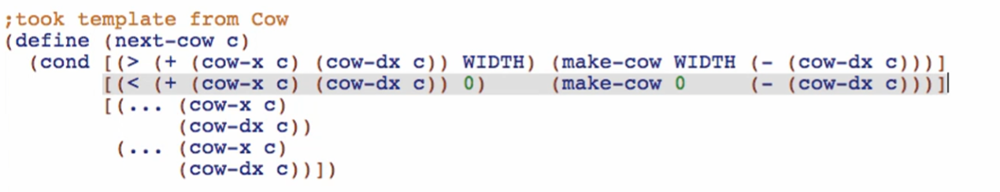 ;took template from Cow
(define (next-cow c)
  (cond [(> (+ (cow-x c) (cow-dx c)) WIDTH) (make-cow WIDTH (- (cow-dx c)))]
        [(< (+ (cow-x c) (cow-dx c)) 0)     (make-cow 0     (- (cow-dx c)))]
        [(... (cow-x c)
              (cow-dx c))
         (... (cow-x c)
              (cow-dx c))])